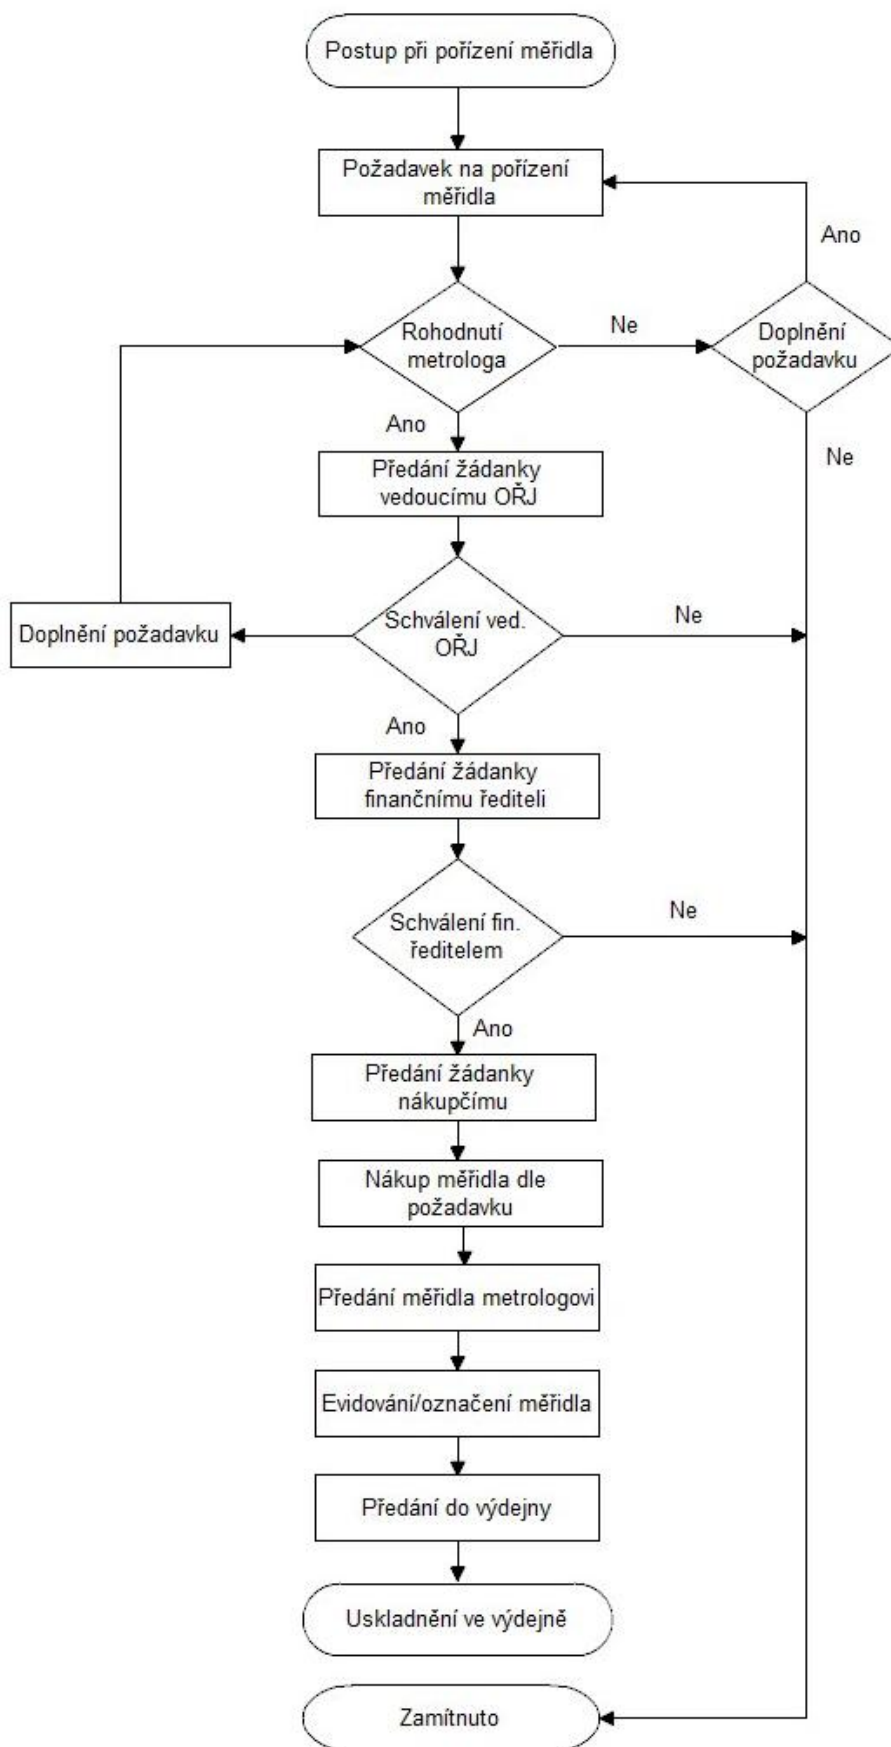 Postup při pořízení měřidla
Požadavek na pořízení
měřidla
Ano
Rohodnutí
metrologa
Ne
Doplnění
požadavku
Ano
Ne
Předání žádanky
vedoucímu OŘJ
Doplnění požadavku
Schválení ved.
OŘJ
Ne
Ano
Předání žádanky
finančnímu řediteli
Schválení fin.
ředitelem
Ne
Ano
Předání žádanky
nákupčímu
Nákup měřidla dle
požadavku
Předání měřidla metrologovi
Evidování/označení měřidla
Předání do výdejny
Uskladnění ve výdejně
Zamítnuto